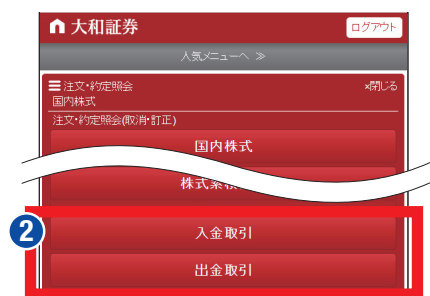 大和証券
ログアウト
人気メニューへ ≫
注文・約定照会
×閉じる
国内株式
注文・約定照会(取消・訂正)
国内株式
株式累積
2
入金取引
出金取引